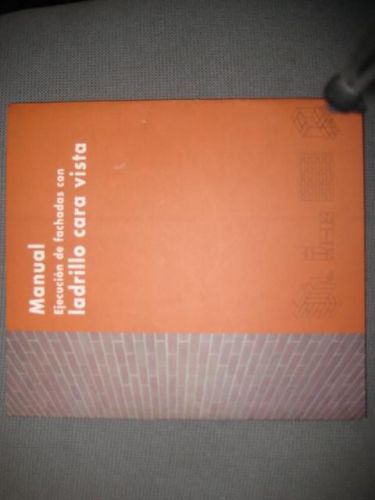 Manual
Ejecución de fachadas con
ladrillo cara vista